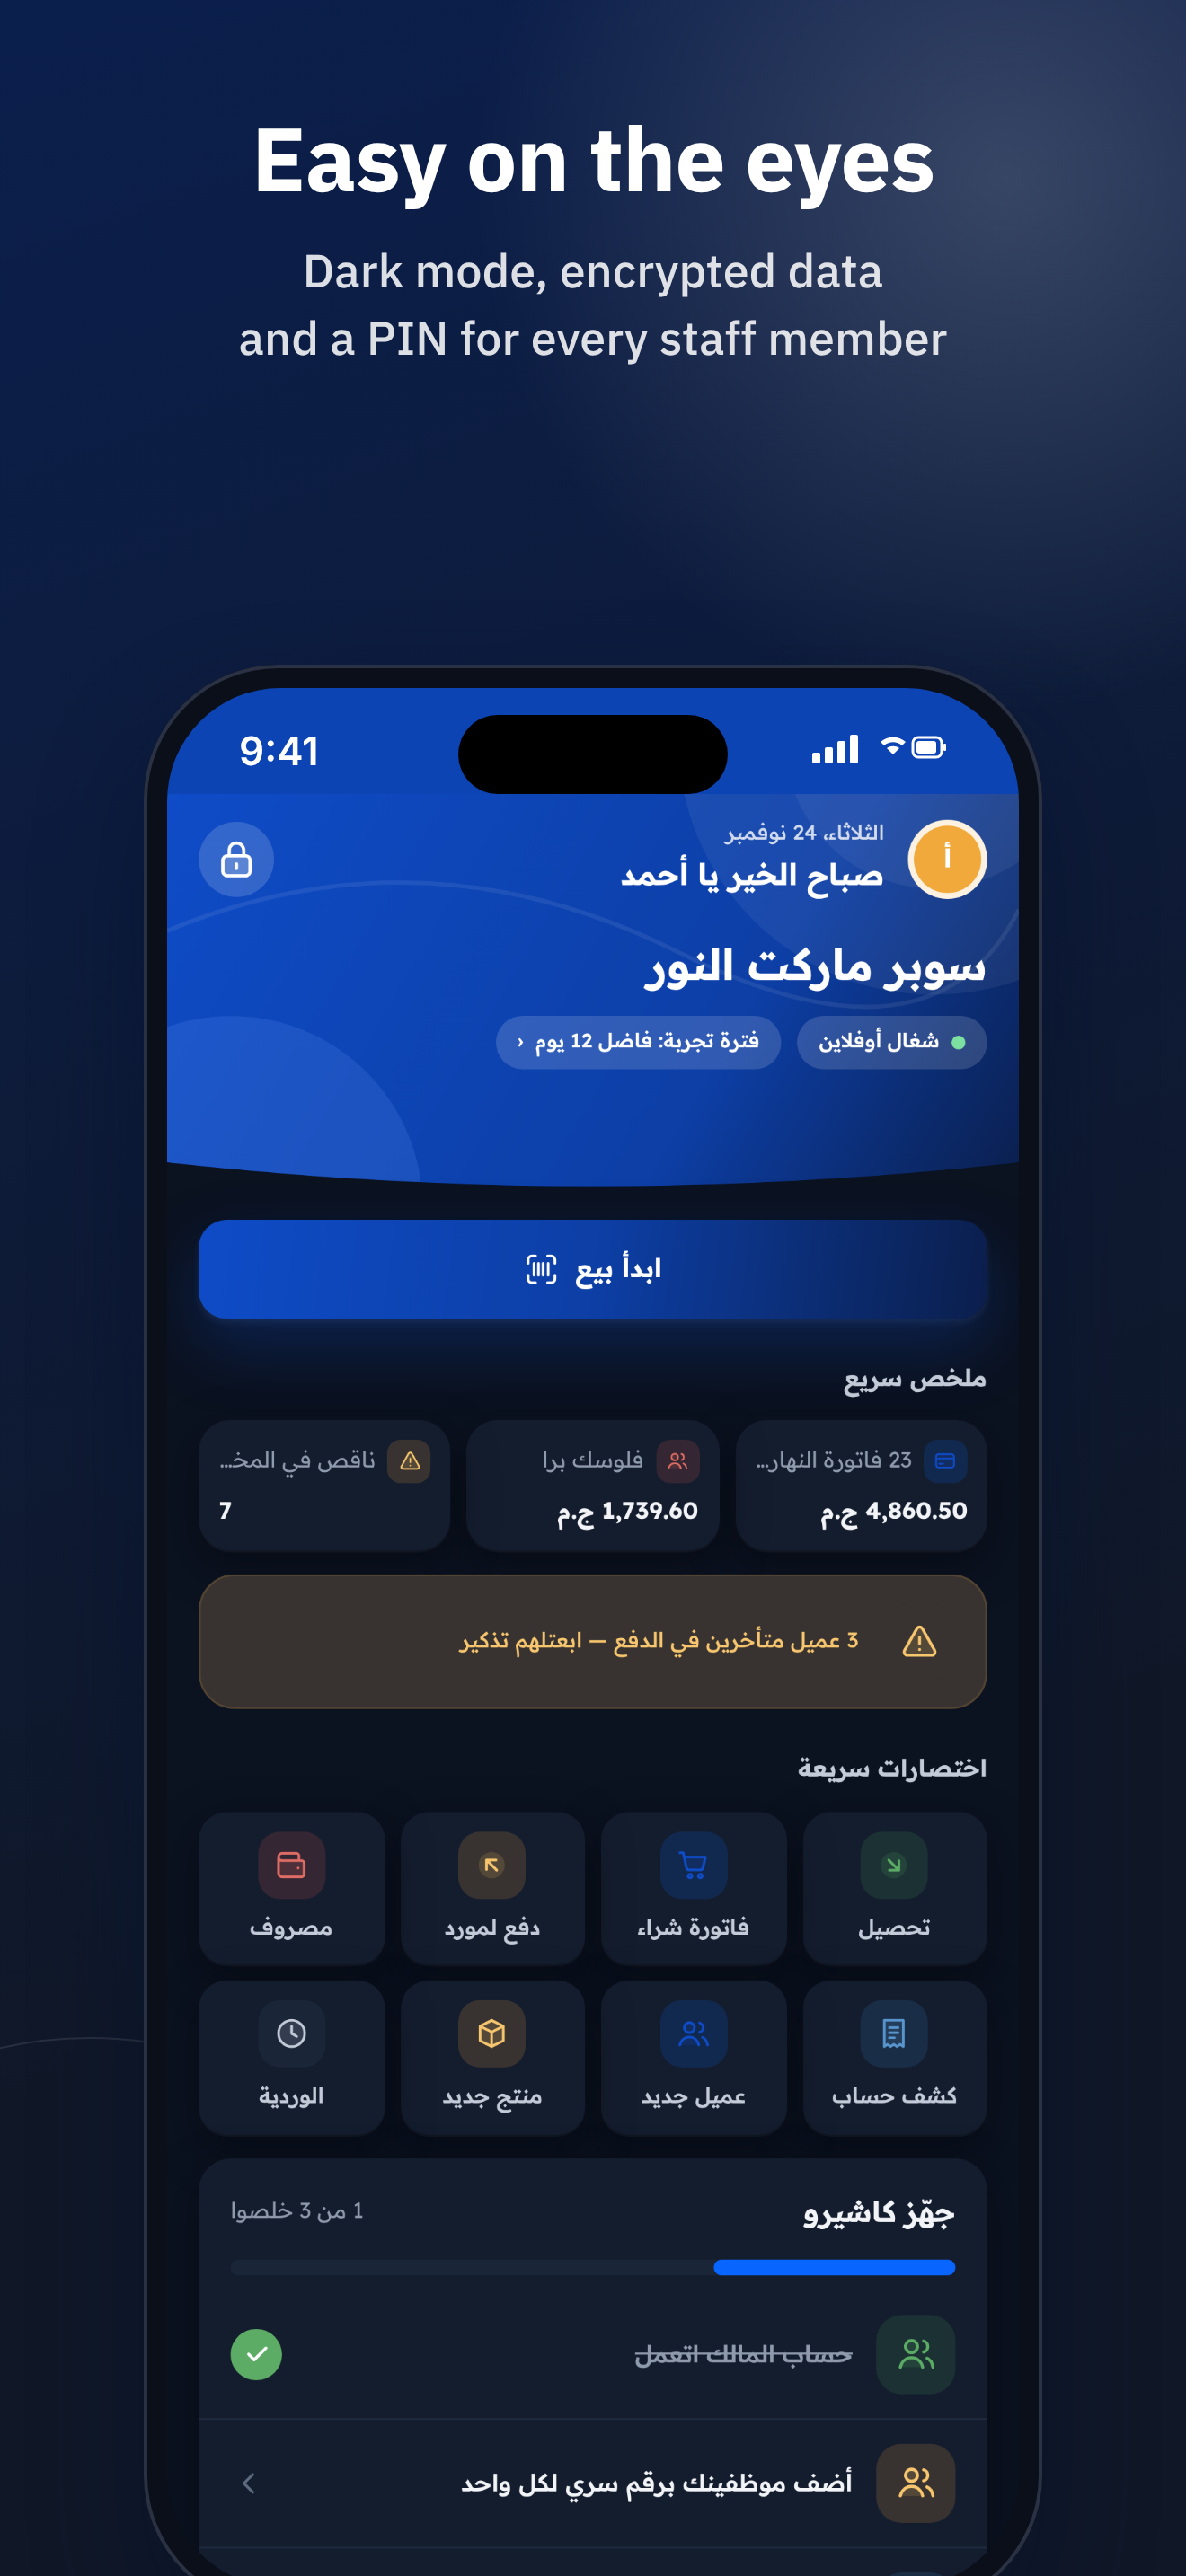 Easy on the eyes
Dark mode, encrypted data
and a PIN for every staff member
9:41
الثلاثاء، 24 نوفمبر
صباح الخير يا أحمد
أ
سوبر ماركت النور
شغال أوفلاين
فترة تجربة: فاضل 12 يوم ‹
ابدأ بيع
ملخص سريع
23 فاتورة النهار...
4,860.50 ج.م
فلوسك برا
1,739.60 ج.م
ناقص في المخ...
7
3 عميل متأخرين في الدفع — ابعتلهم تذكير
اختصارات سريعة
تحصيل
فاتورة شراء
دفع لمورد
مصروف
كشف حساب
عميل جديد
منتج جديد
الوردية
جهّز كاشيرو
1 من 3 خلصوا
حساب المالك اتعمل
أضف موظفينك برقم سري لكل واحد